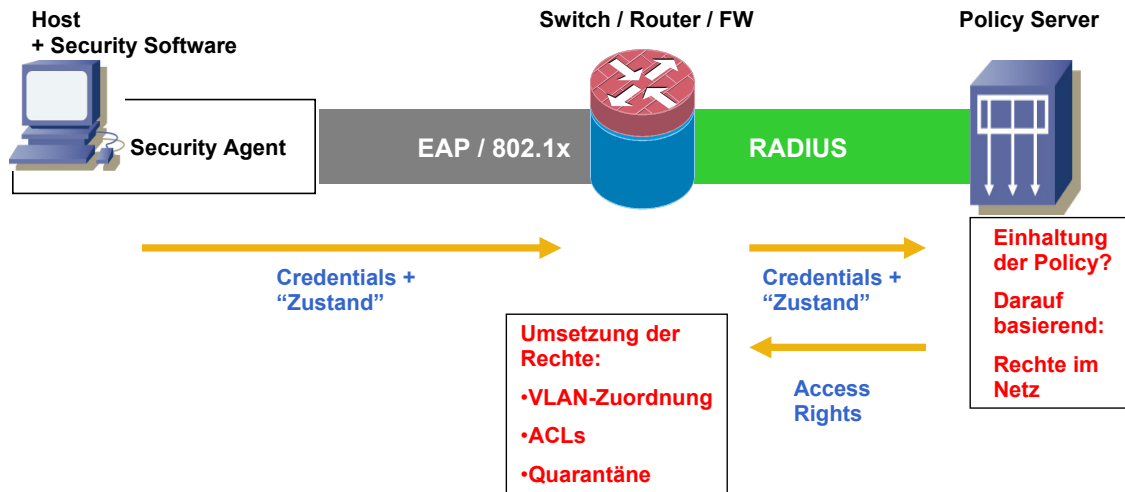 Host
+ Security Software
Switch / Router / FW
Policy Server
Security Agent
EAP / 802.1x
RADIUS
Credentials +
“Zustand”
Credentials +
“Zustand”
Access
Rights
Umsetzung der
Rechte:
•VLAN-Zuordnung
•ACLs
•Quarantäne
Einhaltung
der Policy?
Darauf
basierend:
Rechte im
Netz